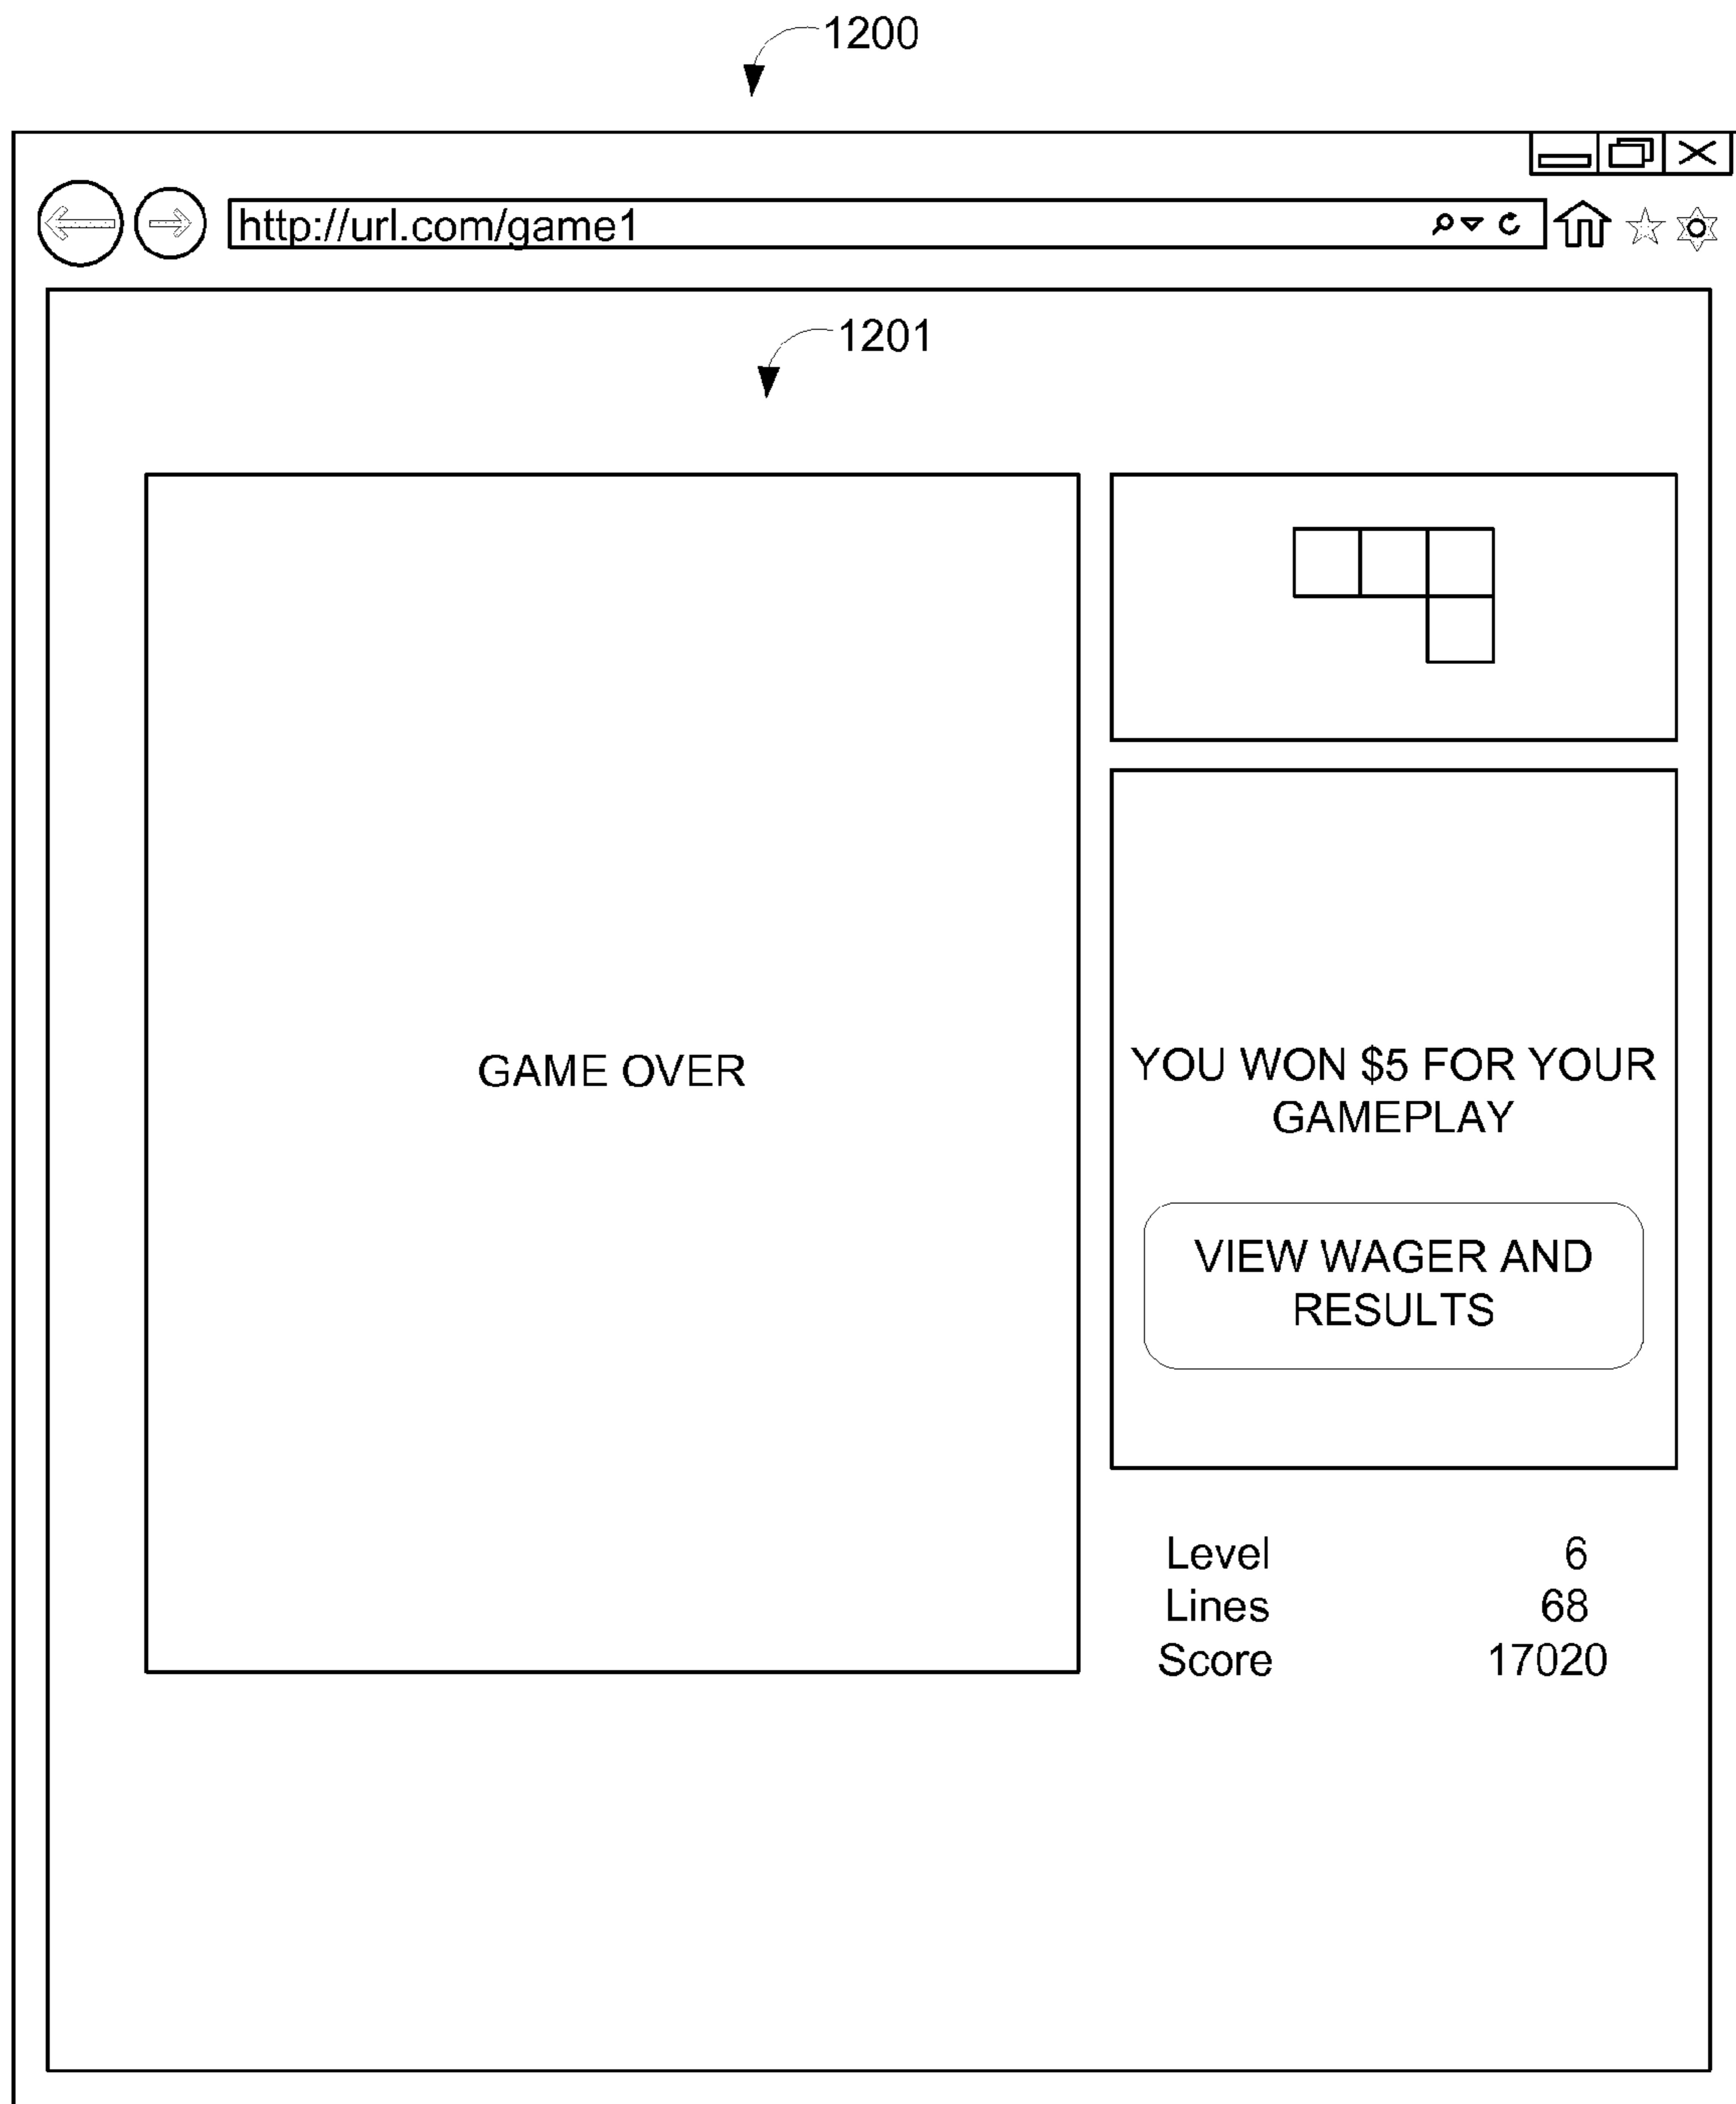 1200
http://url.com/game1
1201
GAME OVER
YOU WON $5 FOR YOUR
GAMEPLAY
VIEW WAGER AND
RESULTS
Level 6
Lines 68
Score 17020